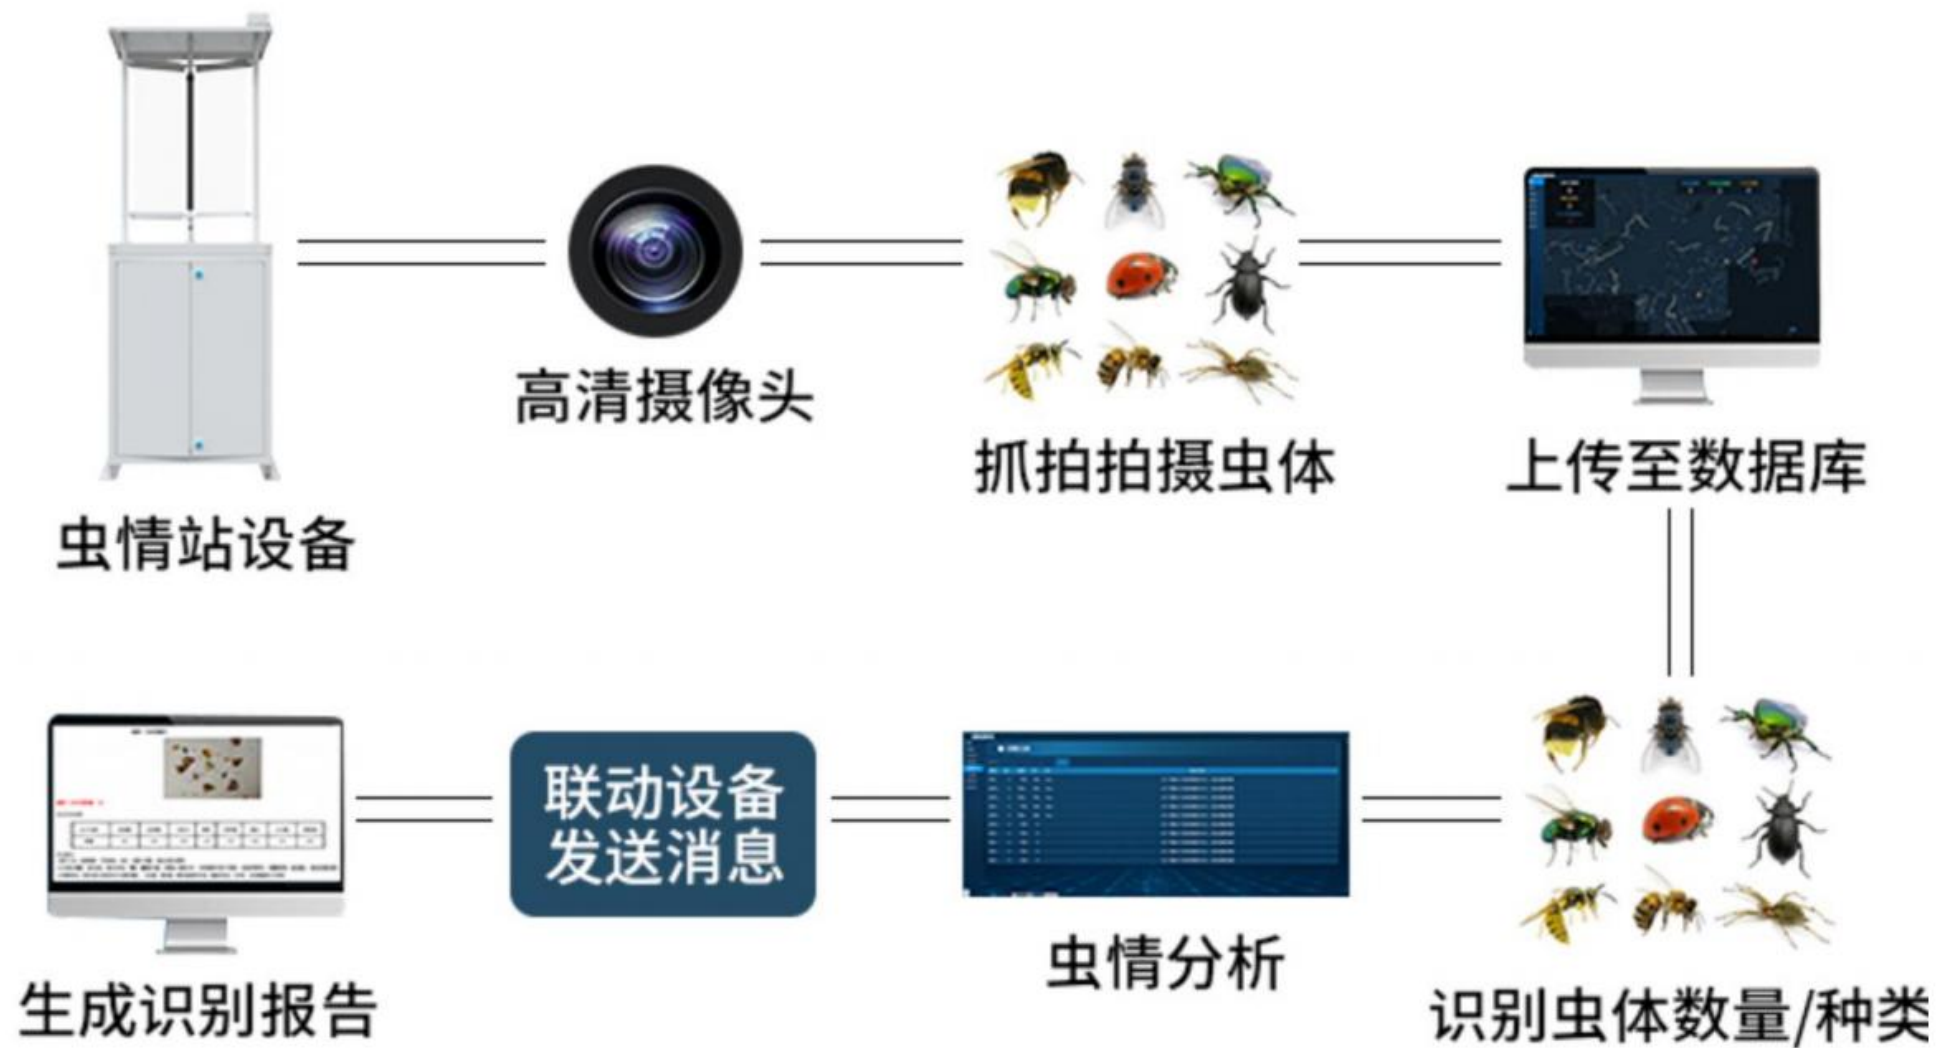 高清摄像头
抓拍拍摄虫体
上传至数据库
虫情站设备
识别虫体数量/种类
虫情分析
联动设备
发送消息
生成识别报告